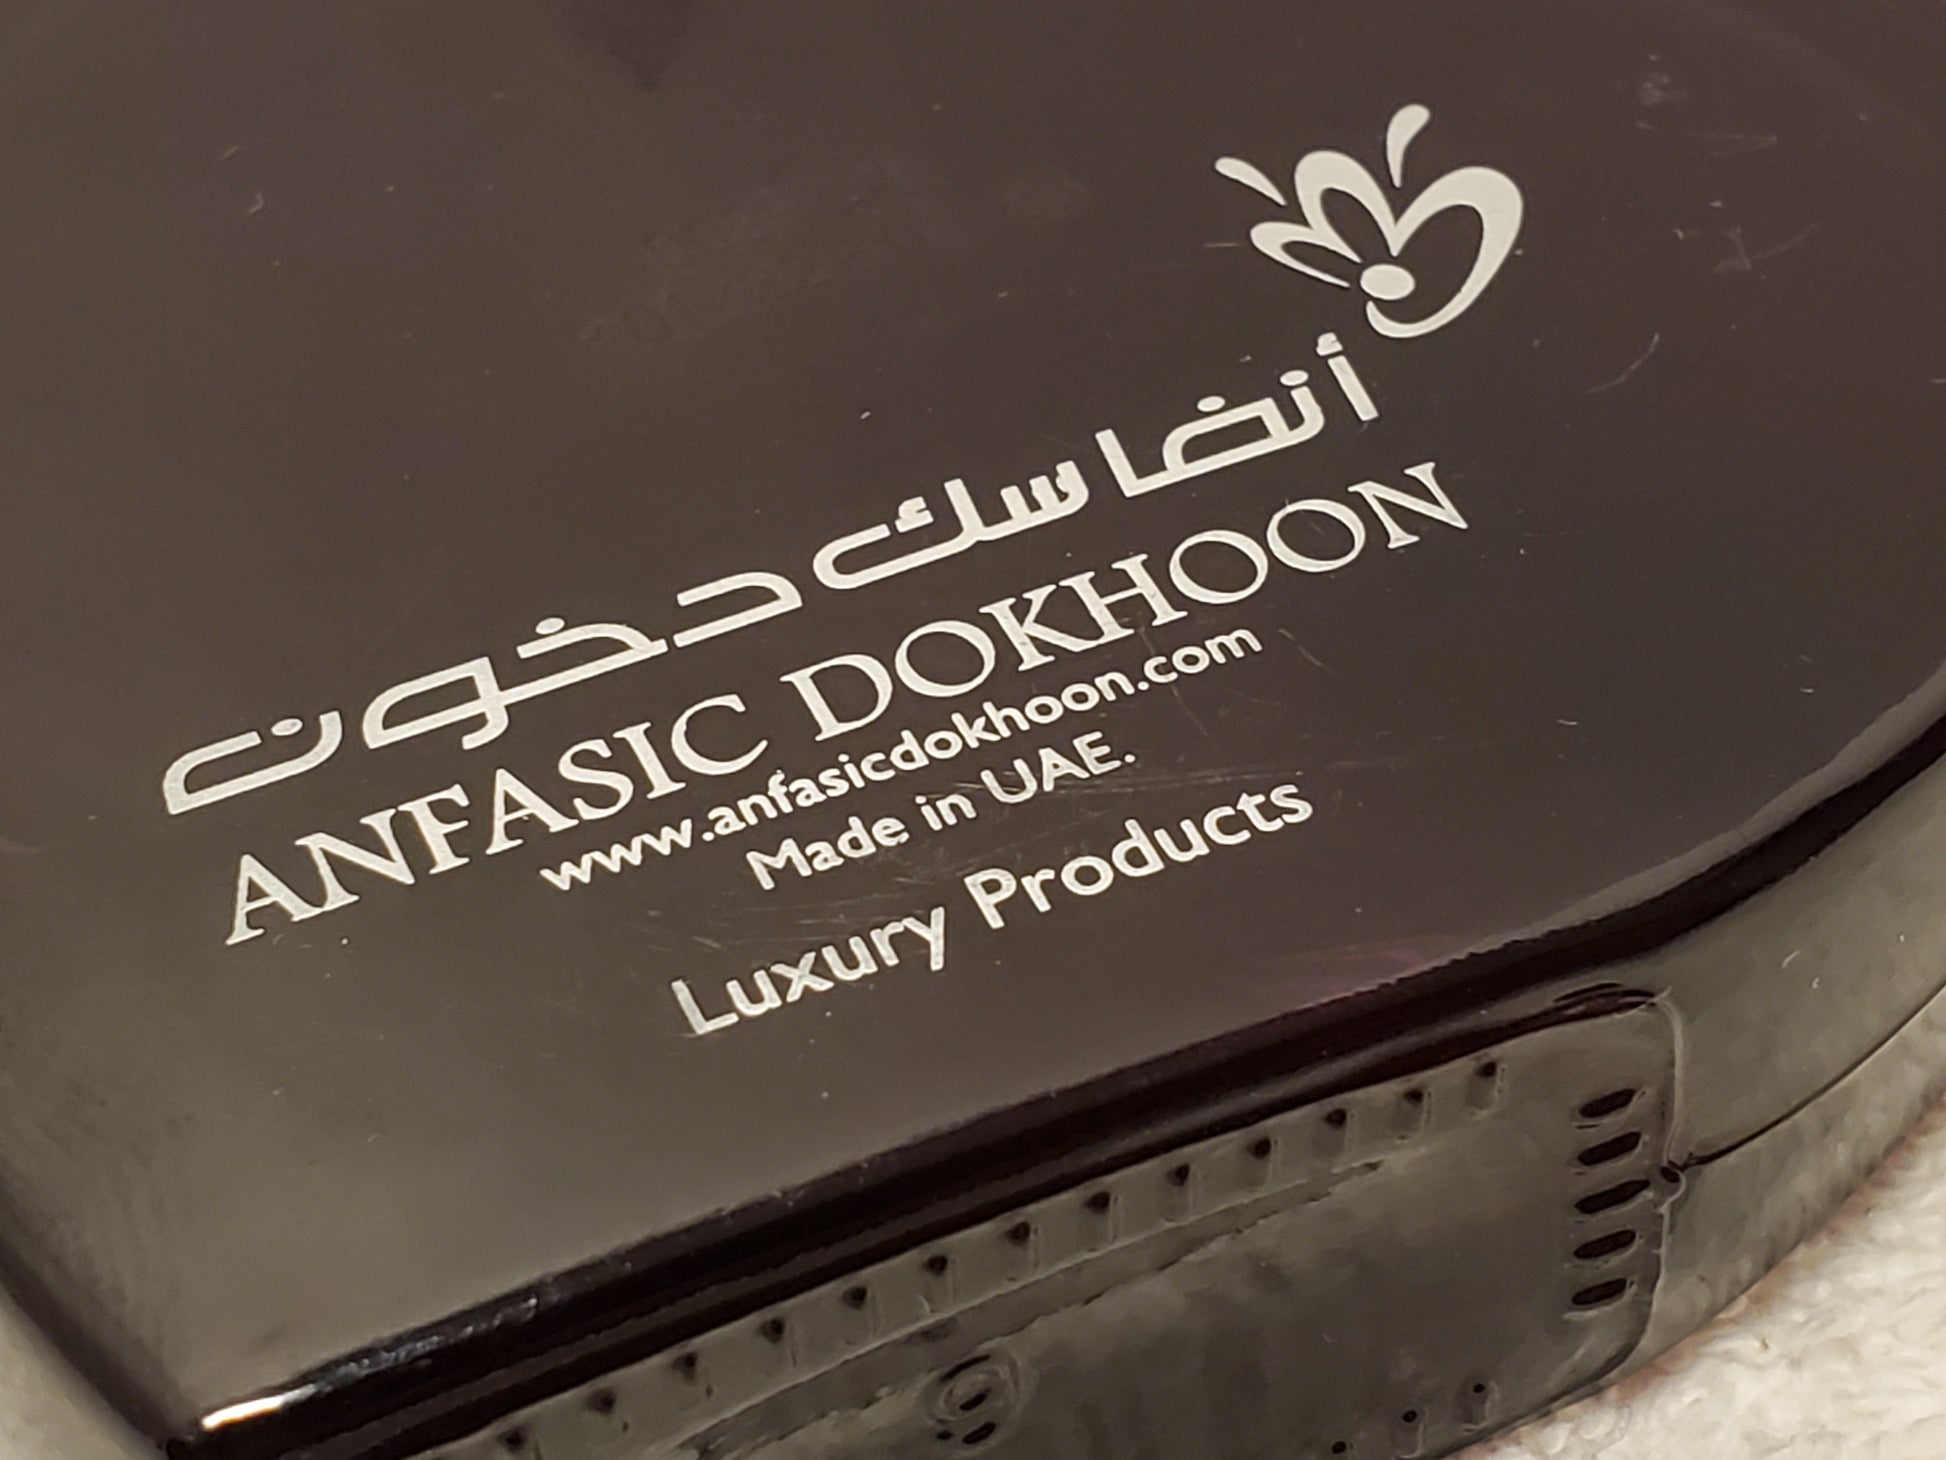 أنفاسك دخون
ANFASIC DOKHOON
www.anfasicdokhoon.com
Made in UAE.
Luxury Products